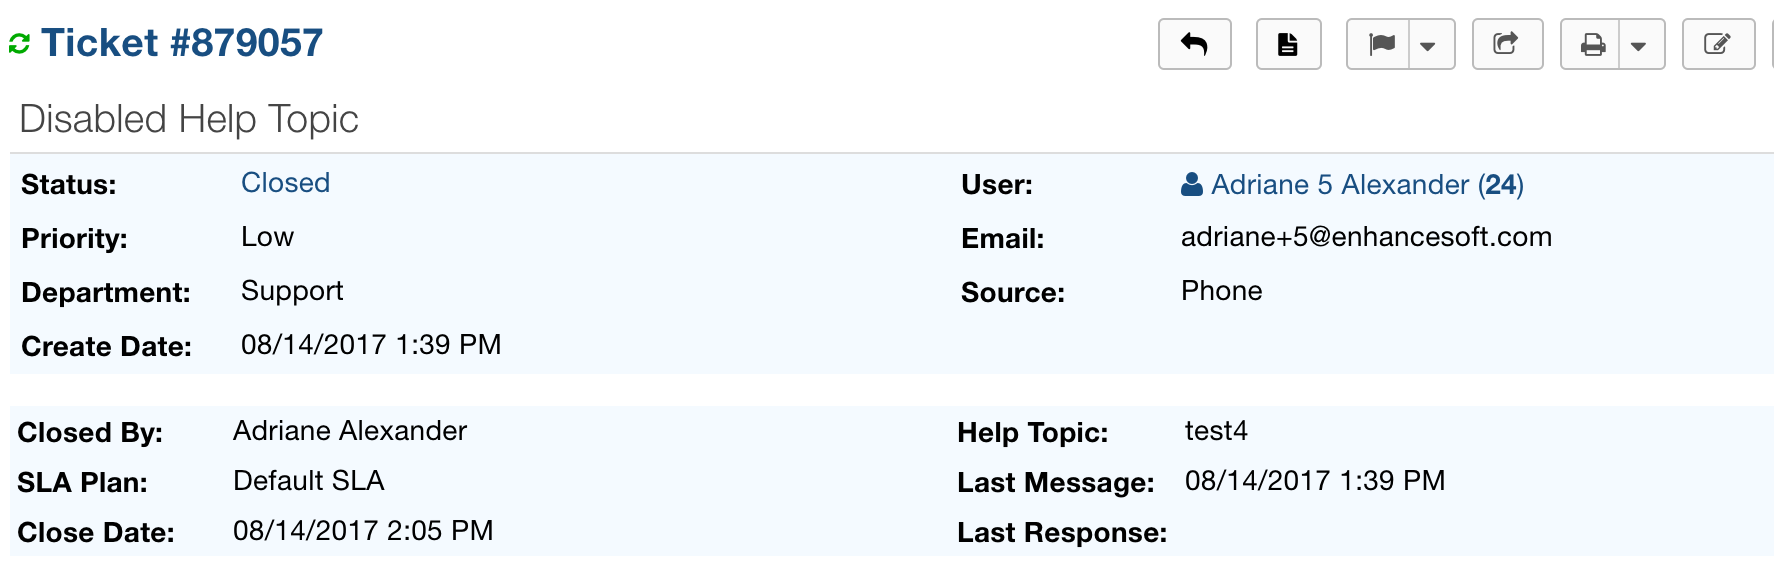 Ticket #879057
Disabled Help Topic
Status: Closed
User: Adriane 5 Alexander (24)
Priority: Low
Email: adriane+5@enhancesoft.com
Department: Support
Source: Phone
Create Date: 08/14/2017 1:39 PM
Closed By: Adriane Alexander
Help Topic: test4
SLA Plan: Default SLA
Last Message: 08/14/2017 1:39 PM
Close Date: 08/14/2017 2:05 PM
Last Response: